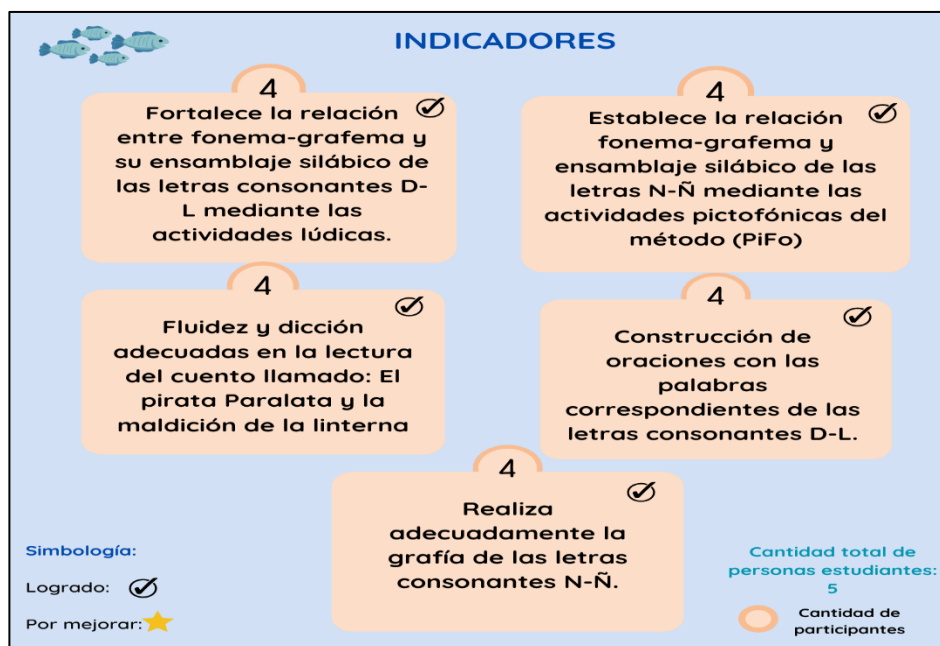 INDICADORES
4
Fortalece la relación
entre fonema-grafema y
su ensamblaje silábico de
las letras consonantes D-
L mediante las
actividades lúdicas.
4
Establece la relación
fonema-grafema y
ensamblaje silábico de las
letras N-Ñ mediante las
actividades pictofónicas del
método (PiFo)
4
Fluidez y dicción
adecuadas en la lectura
del cuento llamado: El
pirata Paralata y la
maldición de la linterna
4
Construcción de
oraciones con las
palabras
correspondientes de las
letras consonantes D-L.
4
Realiza
adecuadamente la
grafía de las letras
consonantes N-Ñ.
Simbología:
Logrado:
Por mejorar:
Cantidad total de
personas estudiantes:
5
Cantidad de
participantes